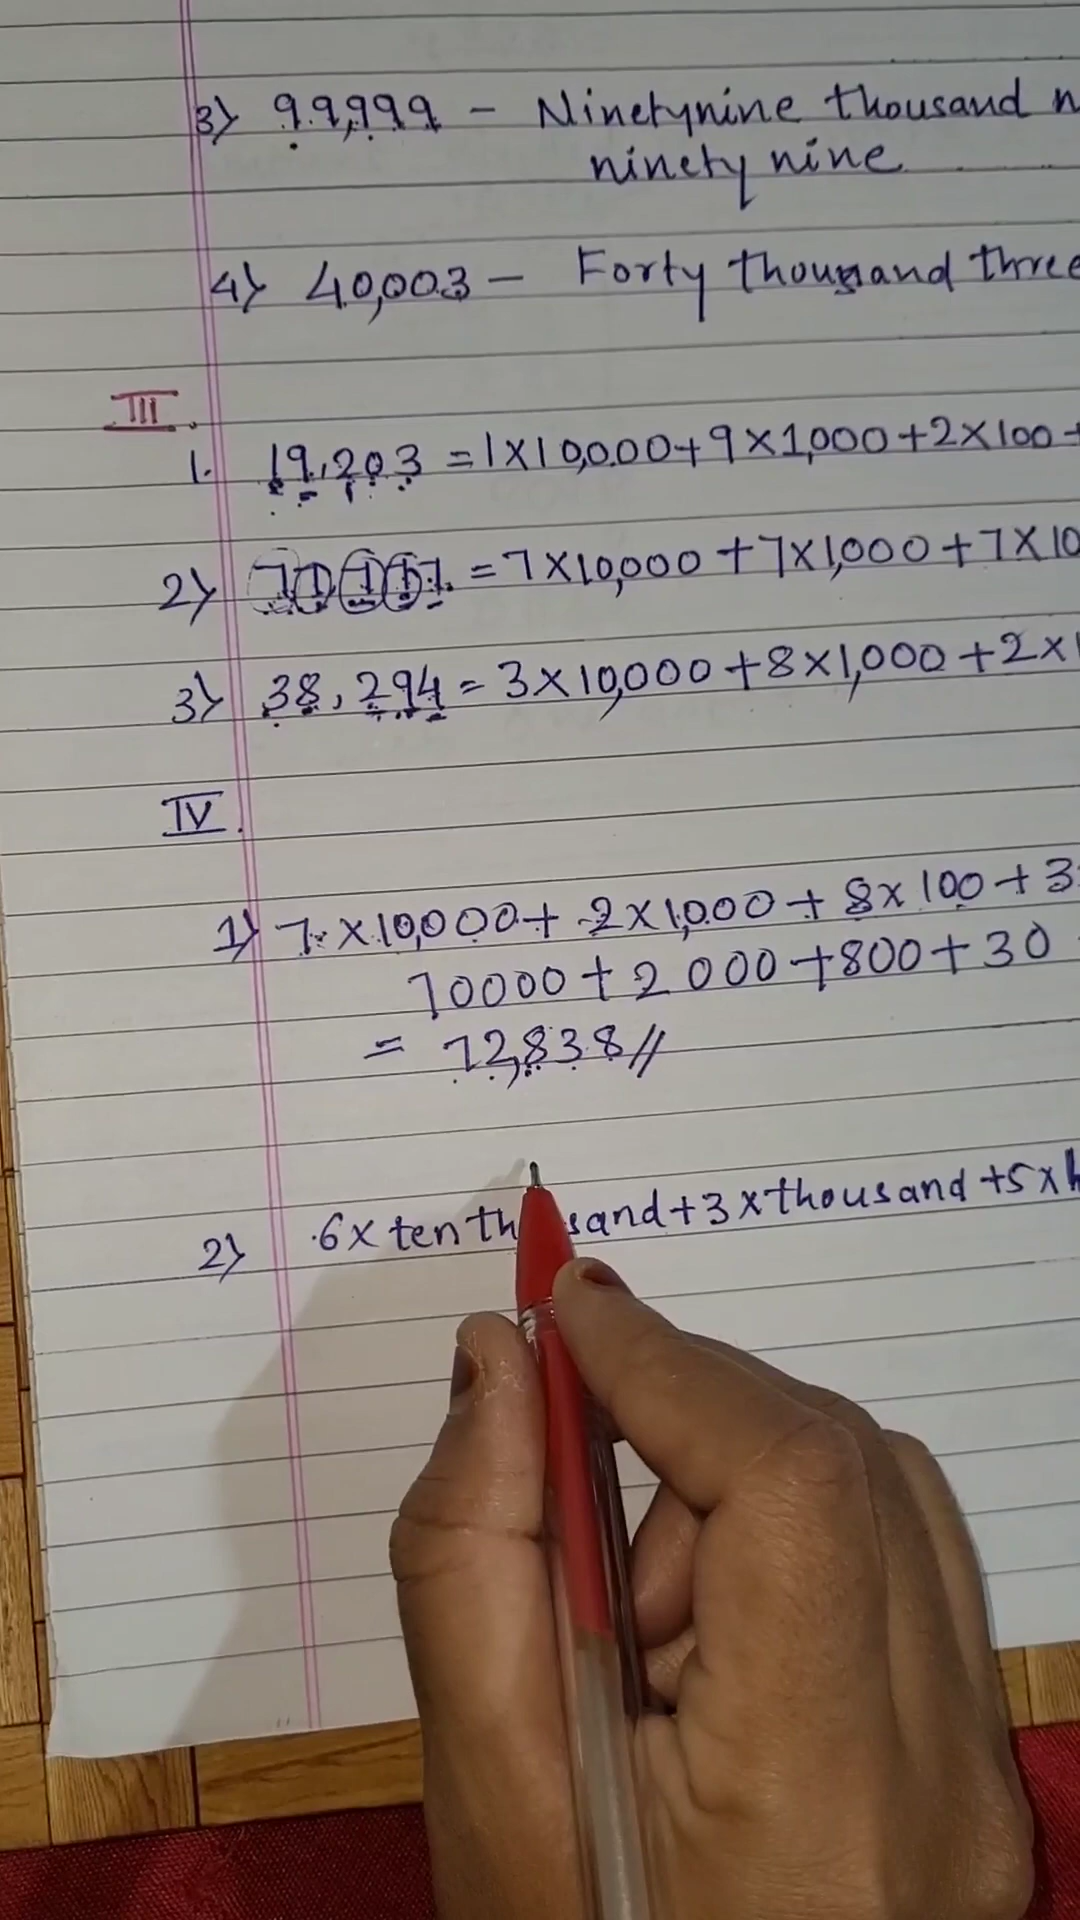 3) 99,999 - Ninetynine thousand n
ninety nine
4) 40,003 - Forty thousand three
III.
1. 19,203 = 1×10,000+9×1,000+2×100+
2) 77,777 = 7×10,000+7×1,000+7×10
3) 38,294 = 3×10,000+8×1,000+2×1
IV.
1) 7×10,000+2×1,000+8×100+3
70000+2000+800+30
= 72,838//
2) 6×ten thousand+3×thousand+5×h